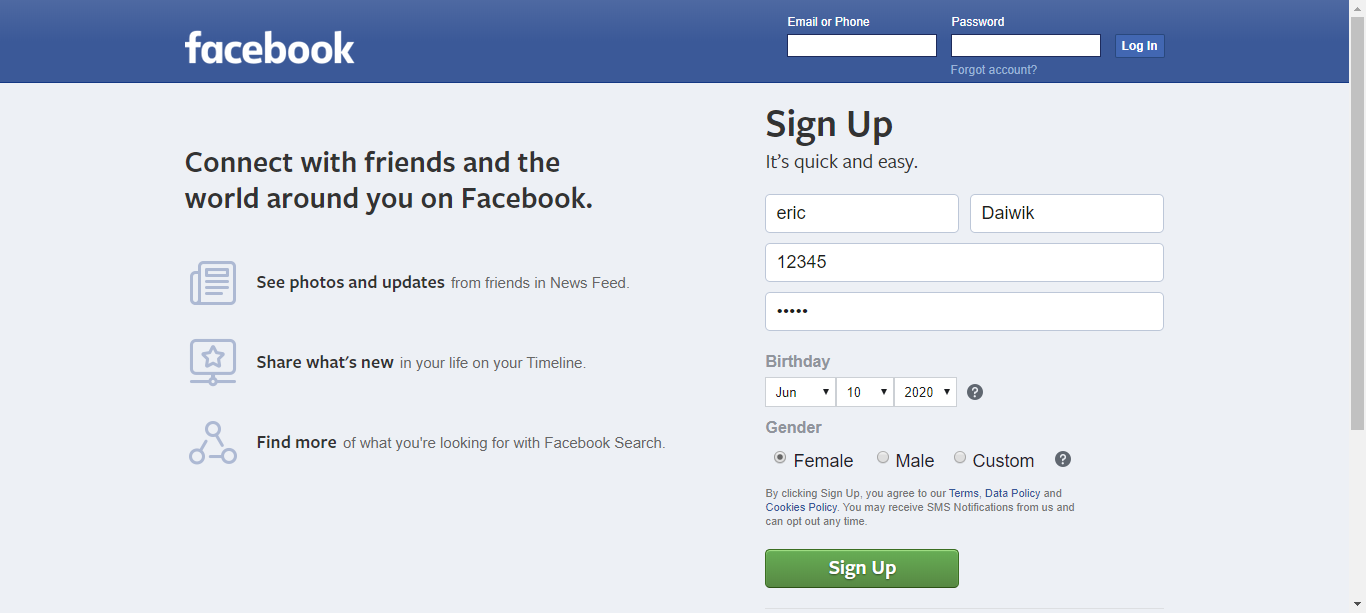 facebook
Email or Phone
Password
Log In
Forgot account?
Connect with friends and the
world around you on Facebook.
See photos and updates from friends in News Feed.
Share what's new in your life on your Timeline.
Find more of what you're looking for with Facebook Search.
Sign Up
It's quick and easy.
eric Daiwik
12345
•••••
Birthday
Jun 10 2020 ?
Gender
Female Male Custom ?
By clicking Sign Up, you agree to our Terms, Data Policy and
Cookies Policy. You may receive SMS Notifications from us and
can opt out any time.
Sign Up